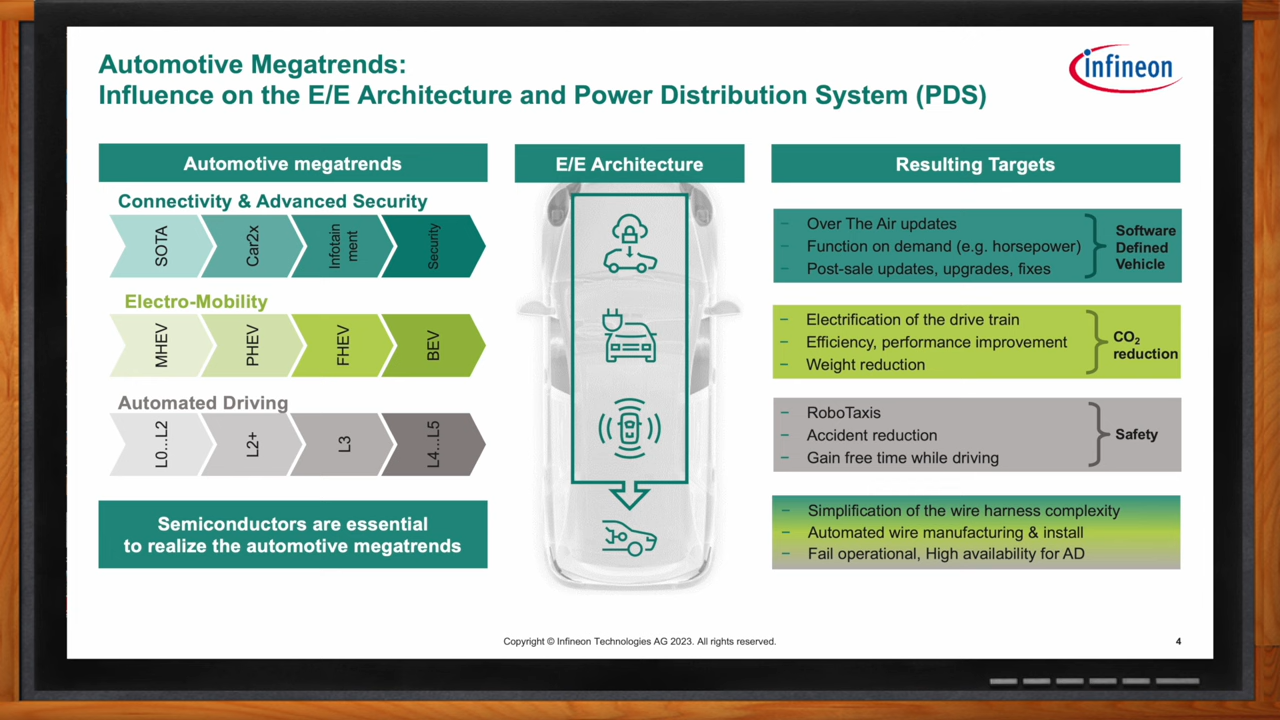 Automotive Megatrends:
Influence on the E/E Architecture and Power Distribution System (PDS)
infineon
Automotive megatrends
Connectivity & Advanced Security
SOTA
Car2x
Infotain
ment
Security
Electro-Mobility
MHEV
PHEV
FHEV
BEV
Automated Driving
L0...L2
L2+
L3
L4...L5
Semiconductors are essential
to realize the automotive megatrends
E/E Architecture
Resulting Targets
– Over The Air updates
– Function on demand (e.g. horsepower)
– Post-sale updates, upgrades, fixes
Software
Defined
Vehicle
– Electrification of the drive train
– Efficiency, performance improvement
– Weight reduction
CO₂
reduction
– RoboTaxis
– Accident reduction
– Gain free time while driving
Safety
– Simplification of the wire harness complexity
– Automated wire manufacturing & install
– Fail operational, High availability for AD
Copyright © Infineon Technologies AG 2023. All rights reserved.
4